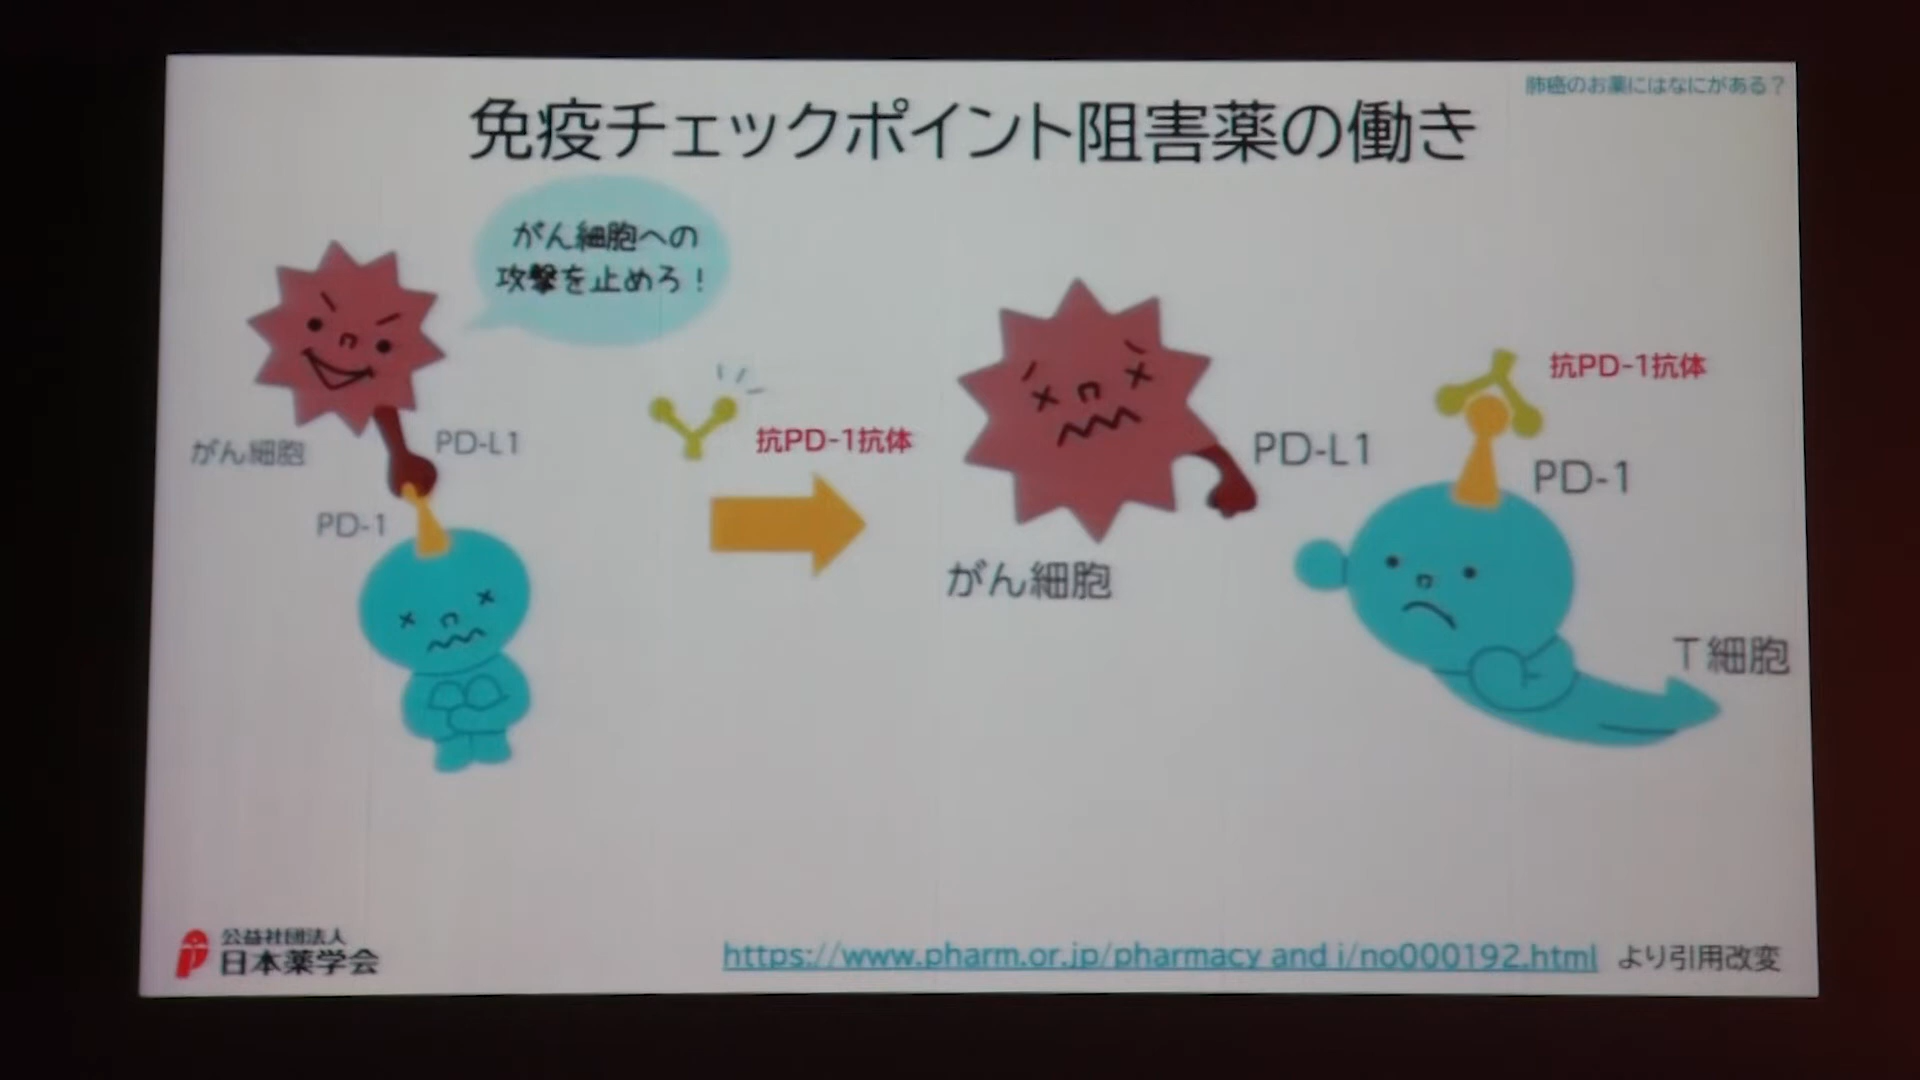 肺癌のお薬にはなにがある？
免疫チェックポイント阻害薬の働き
がん細胞への
攻撃を止めろ！
がん細胞
PD-L1
PD-1
抗PD-1抗体
がん細胞
PD-L1
抗PD-1抗体
PD-1
T細胞
公益社団法人
日本薬学会
https://www.pharm.or.jp/pharmacy_and_i/no000192.html より引用改変